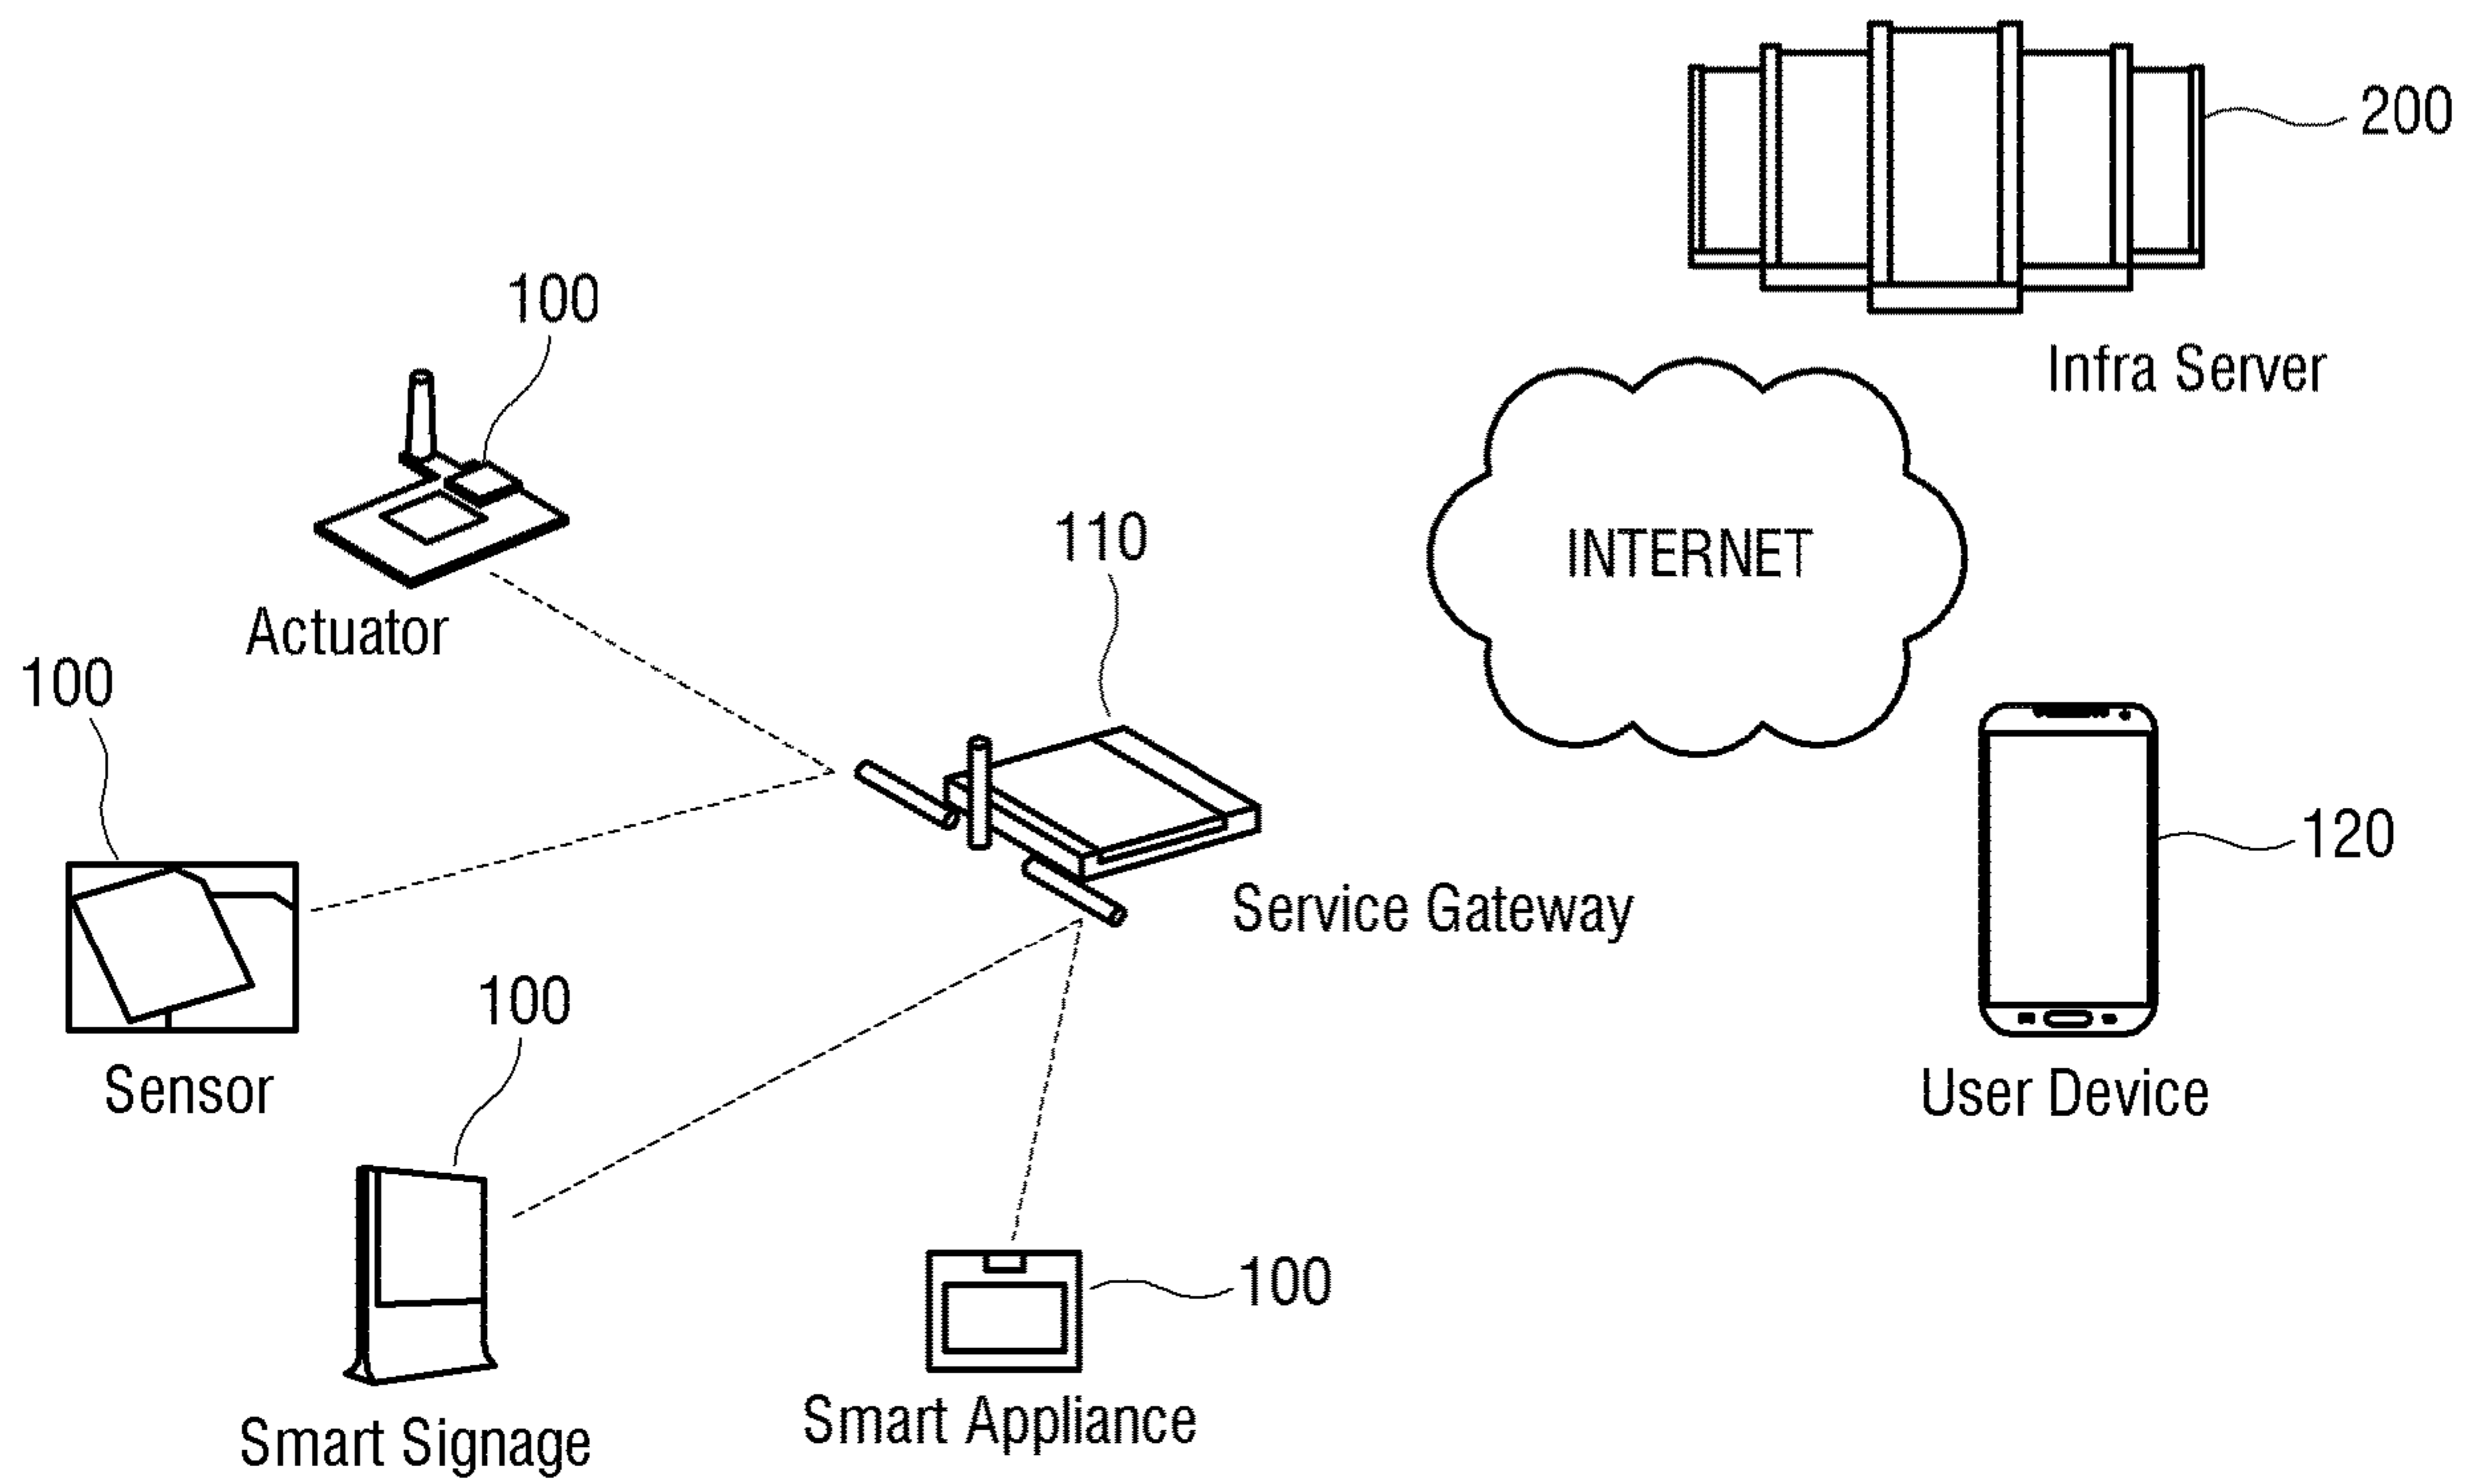 200
Infra Server
100
INTERNET
110
Actuator
100
120
Service Gateway
100
Sensor
User Device
100
Smart Appliance
Smart Signage